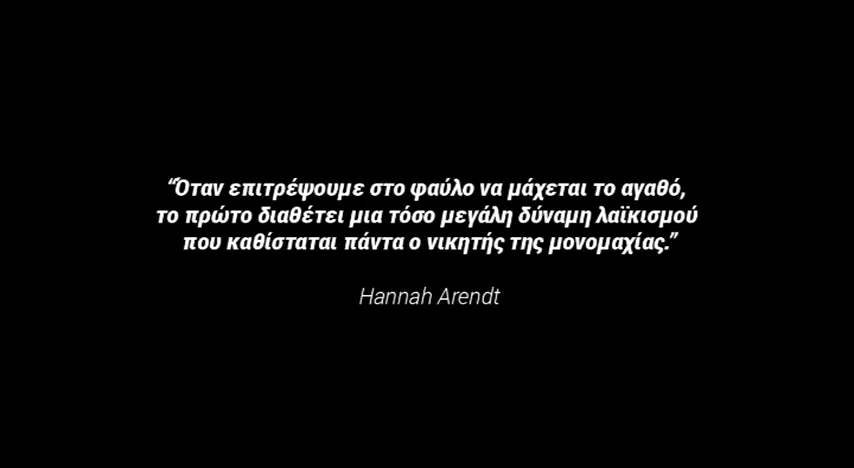 “Όταν επιτρέψουμε στο φαύλο να μάχεται το αγαθό,
το πρώτο διαθέτει μια τόσο μεγάλη δύναμη λαϊκισμού
που καθίσταται πάντα ο νικητής της μονομαχίας.”
Hannah Arendt